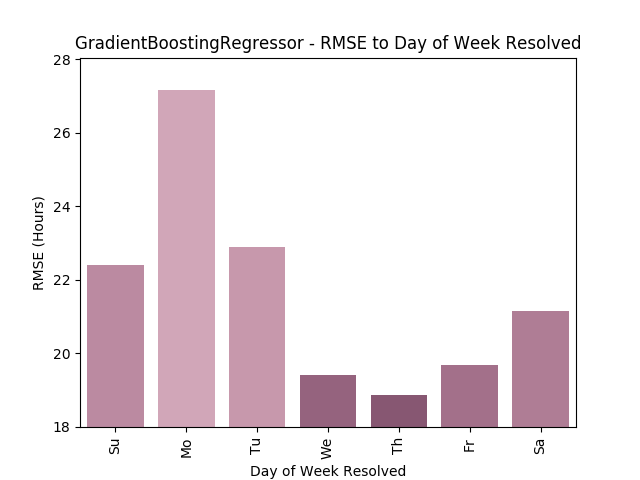 GradientBoostingRegressor - RMSE to Day of Week Resolved
28
26
24
22
20
18
RMSE (Hours)
Su
Mo
Tu
We
Th
Fr
Sa
Day of Week Resolved